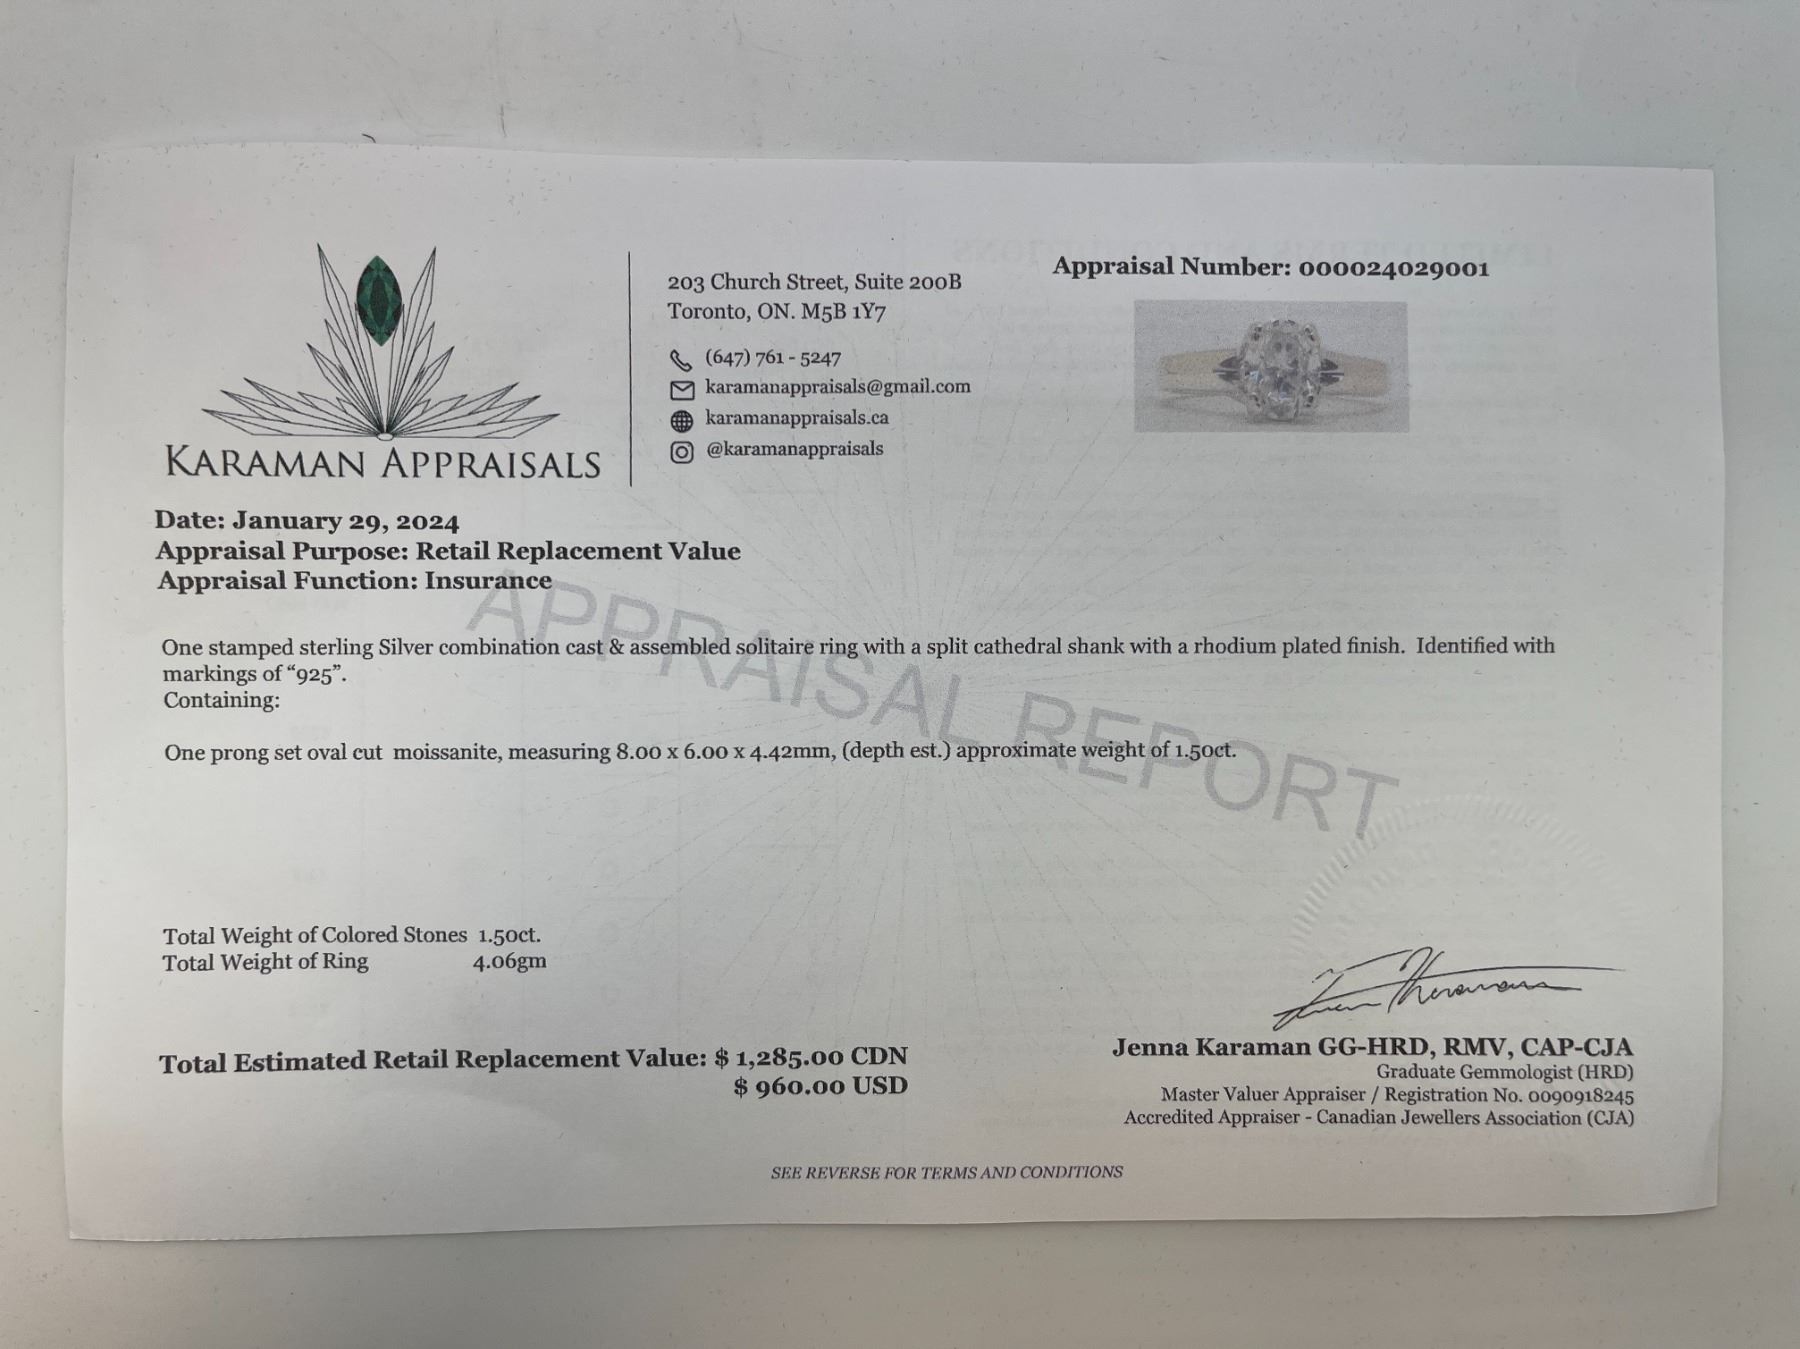 KARAMAN APPRAISALS
203 Church Street, Suite 200B
Toronto, ON. M5B 1Y7
(647) 761 - 5247
karamanappraisals@gmail.com
karamanappraisals.ca
@karamanappraisals
Appraisal Number: 000024029001
Date: January 29, 2024
Appraisal Purpose: Retail Replacement Value
Appraisal Function: Insurance
APPRAISAL REPORT
One stamped sterling Silver combination cast & assembled solitaire ring with a split cathedral shank with a rhodium plated finish. Identified with
markings of “925”.
Containing:
One prong set oval cut moissanite, measuring 8.00 x 6.00 x 4.42mm, (depth est.) approximate weight of 1.50ct.
Total Weight of Colored Stones 1.50ct.
Total Weight of Ring 4.06gm
Total Estimated Retail Replacement Value: $ 1,285.00 CDN
$ 960.00 USD
Jenna Karaman GG-HRD, RMV, CAP-CJA
Graduate Gemmologist (HRD)
Master Valuer Appraiser / Registration No. 0090918245
Accredited Appraiser - Canadian Jewellers Association (CJA)
SEE REVERSE FOR TERMS AND CONDITIONS